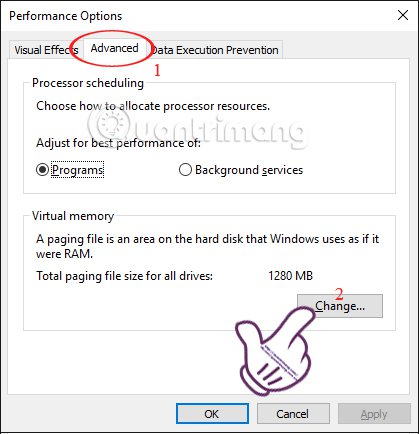 Performance Options
Visual Effects Advanced Data Execution Prevention
1
Processor scheduling
Choose how to allocate processor resources.
Quantrimang
Adjust for best performance of:
Programs Background services
Virtual memory
A paging file is an area on the hard disk that Windows uses as if it
were RAM.
Total paging file size for all drives: 1280 MB
2
Change...
OK Cancel Apply